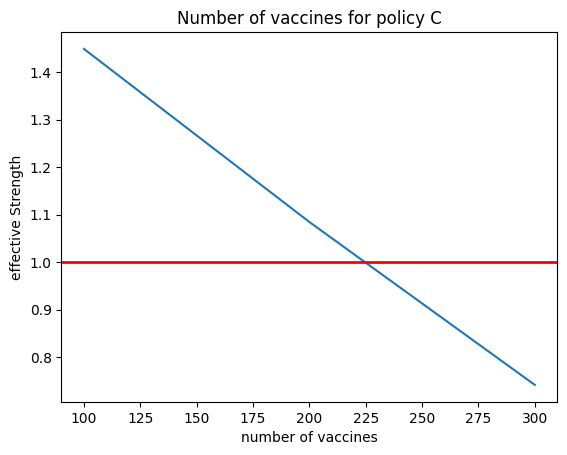 Number of vaccines for policy C
effective Strength
1.4
1.3
1.2
1.1
1.0
0.9
0.8
100 125 150 175 200 225 250 275 300
number of vaccines